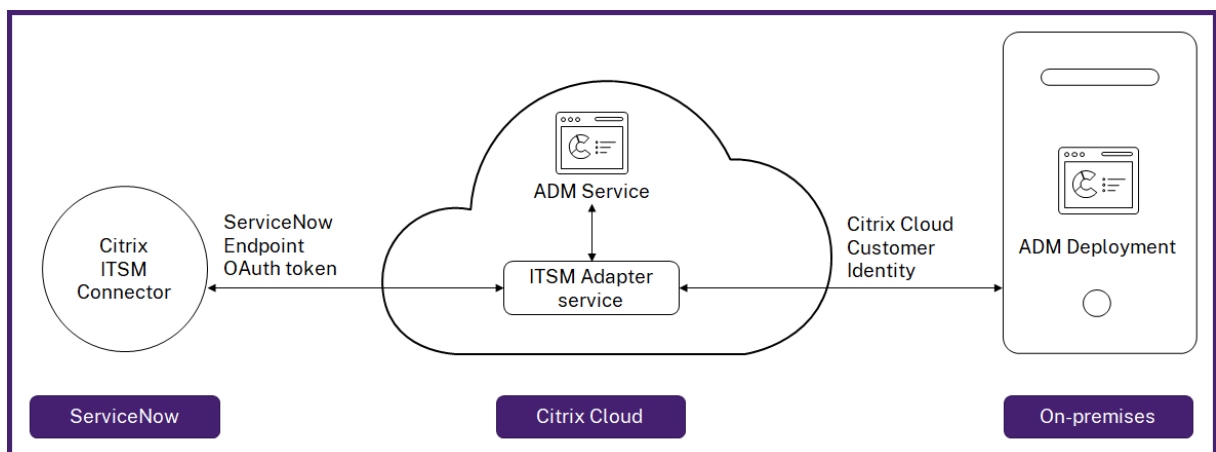 ADM Service
Citrix
ITSM
Connector
ServiceNow
Endpoint
OAuth token
ITSM Adapter
service
Citrix Cloud
Customer
Identity
ADM Deployment
ServiceNow
Citrix Cloud
On-premises